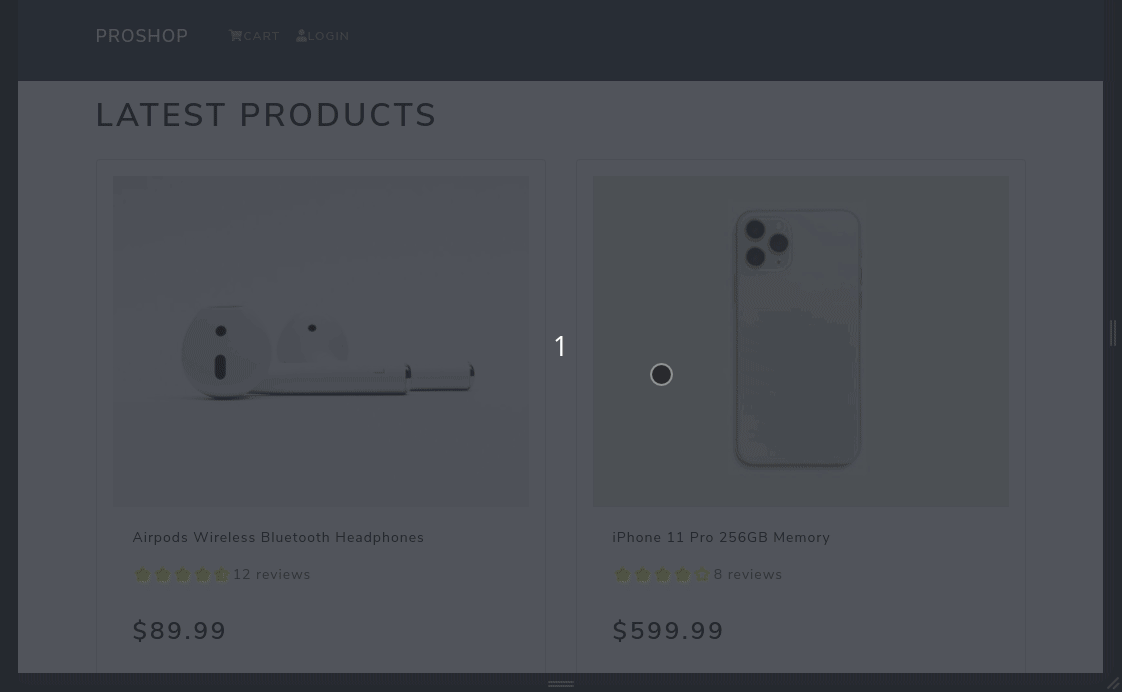 PROSHOP CART LOGIN
LATEST PRODUCTS
1
Airpods Wireless Bluetooth Headphones
12 reviews
$89.99
iPhone 11 Pro 256GB Memory
8 reviews
$599.99